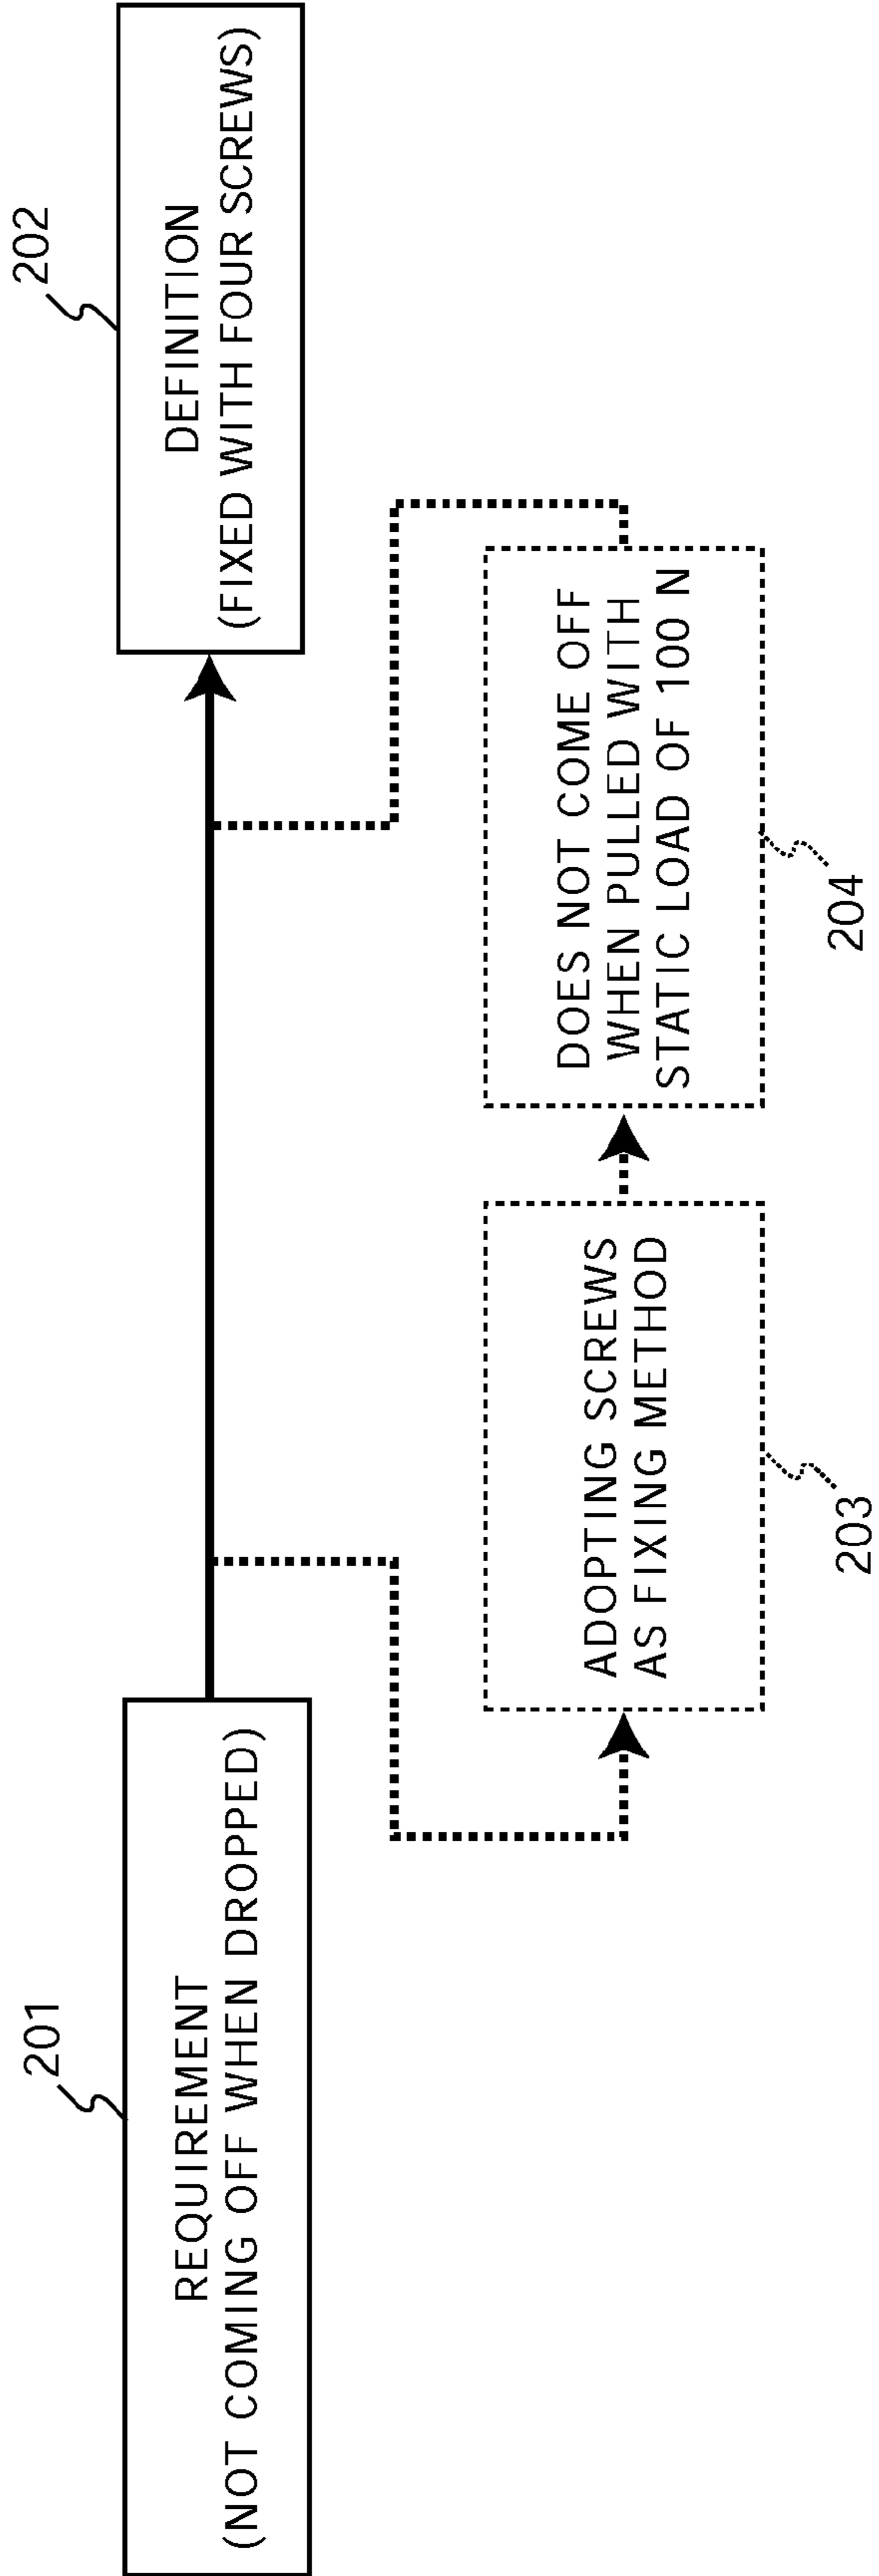 201
REQUIREMENT
(NOT COMING OFF WHEN DROPPED)
202
DEFINITION
(FIXED WITH FOUR SCREWS)
ADOPTING SCREWS
AS FIXING METHOD
203
DOES NOT COME OFF
WHEN PULLED WITH
STATIC LOAD OF 100 N
204